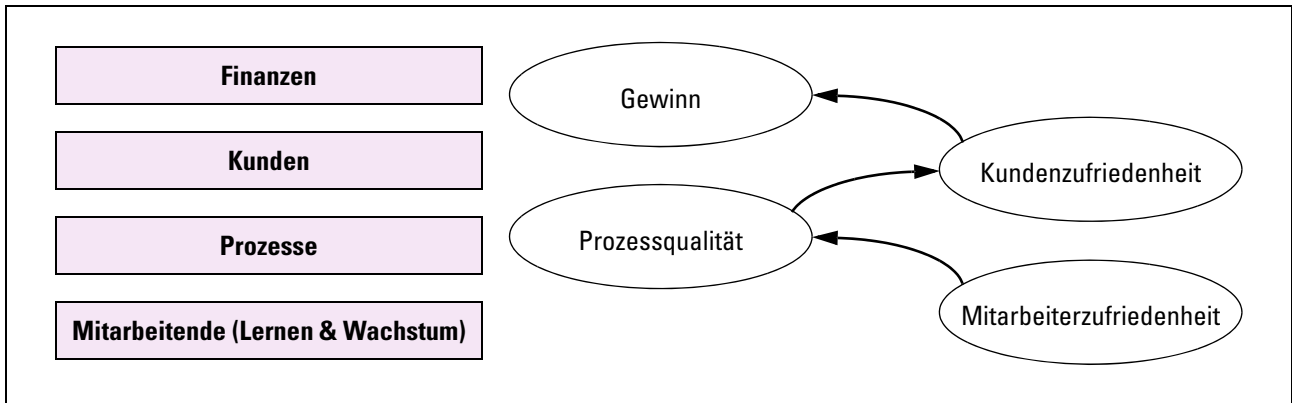 Finanzen
Kunden
Prozesse
Mitarbeitende (Lernen & Wachstum)
Gewinn
Kundenzufriedenheit
Prozessqualität
Mitarbeiterzufriedenheit